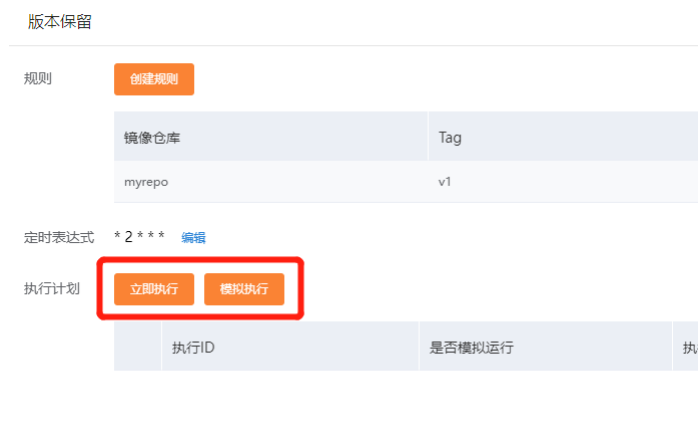 版本保留
规则 创建规则
镜像仓库 Tag
myrepo v1
定时表达式 * 2 * * * 编辑
执行计划 立即执行 模拟执行
执行ID 是否模拟运行